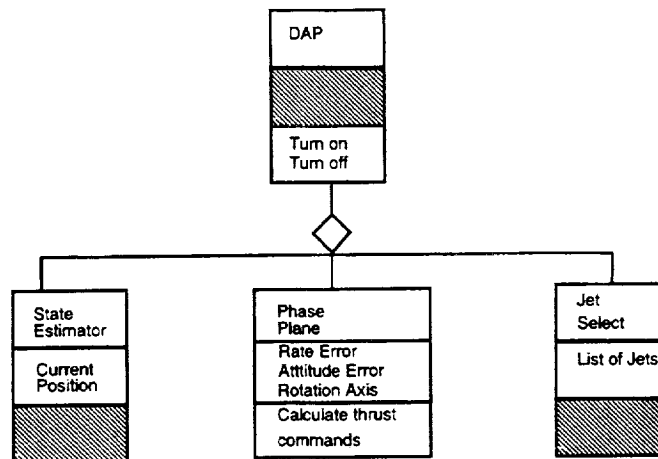 DAP
Turn on
Turn off
State
Estimator
Current
Position
Phase
Plane
Rate Error
Atttitude Error
Rotation Axis
Calculate thrust
commands
Jet
Select
List of Jets